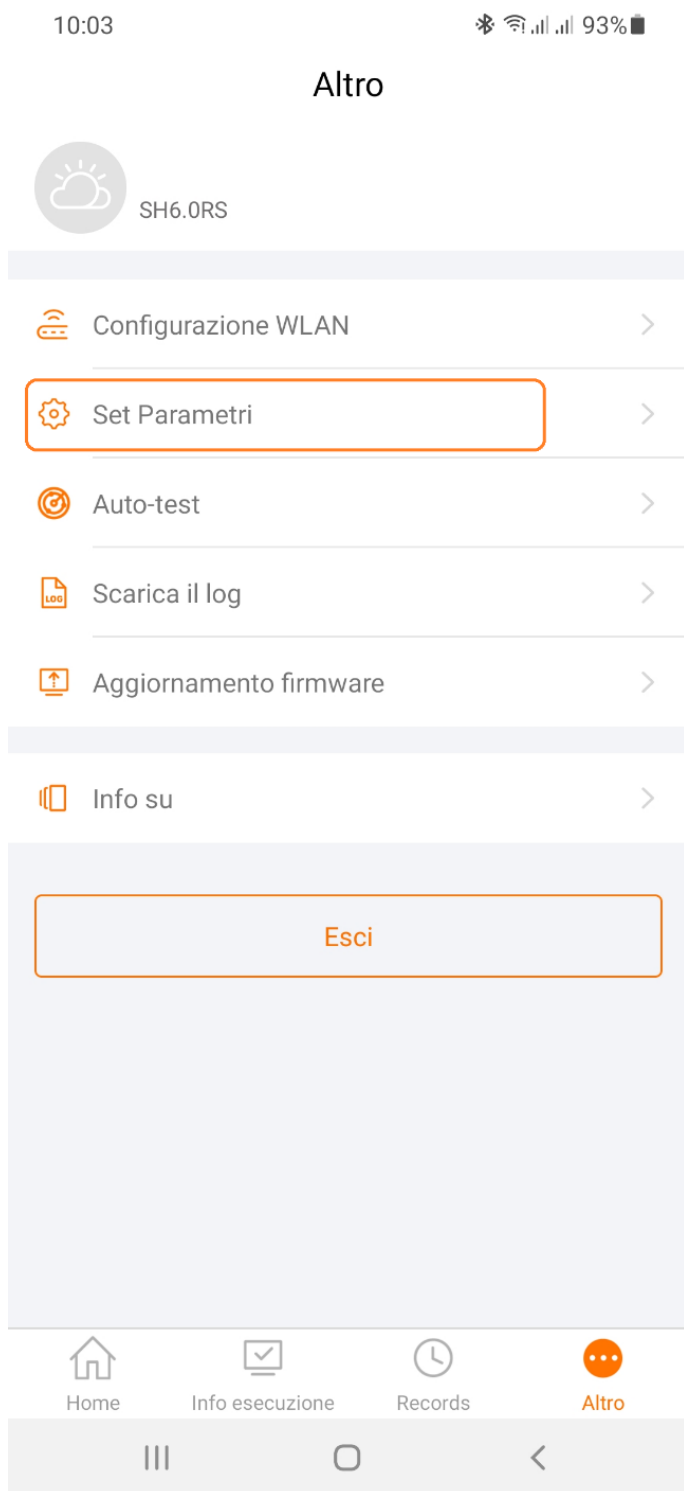 10:03 93%
Altro
SH6.0RS
Configurazione WLAN
Set Parametri
Auto-test
LOG Scarica il log
Aggiornamento firmware
Info su
Esci
Home Info esecuzione Records Altro